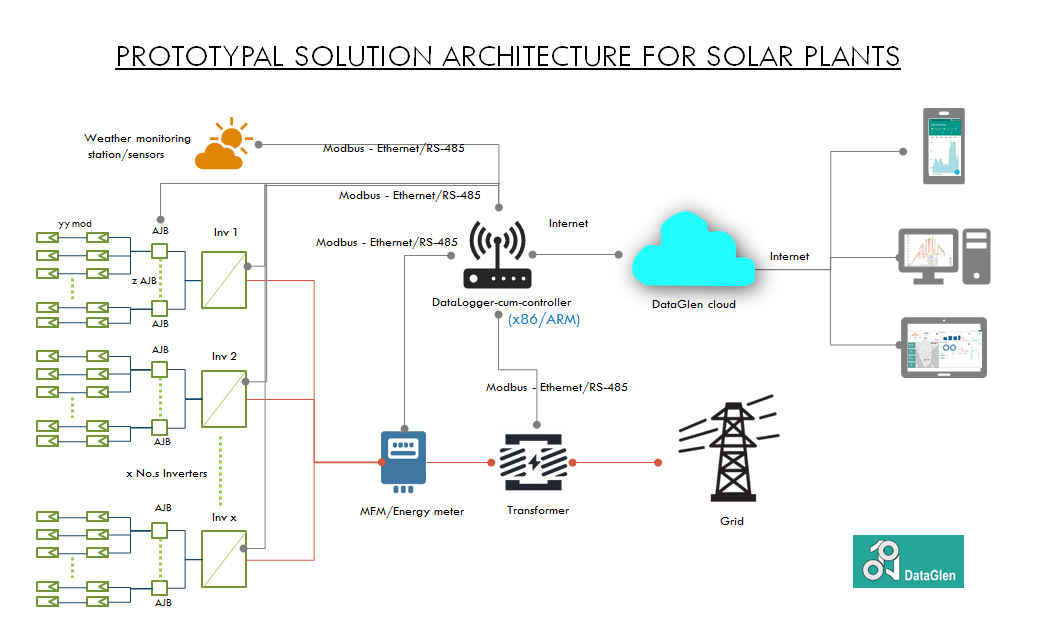 PROTOTYPAL SOLUTION ARCHITECTURE FOR SOLAR PLANTS
Weather monitoring
station/sensors
Modbus - Ethernet/RS-485
Modbus - Ethernet/RS-485
yy mod
AJB
Inv 1
Modbus - Ethernet/RS-485
Internet
Internet
z AJB
AJB
DataLogger-cum-controller
(x86/ARM)
DataGlen cloud
AJB
Inv 2
Modbus - Ethernet/RS-485
AJB
x No.s Inverters
AJB
Inv x
MFM/Energy meter
Transformer
Grid
DataGlen
AJB